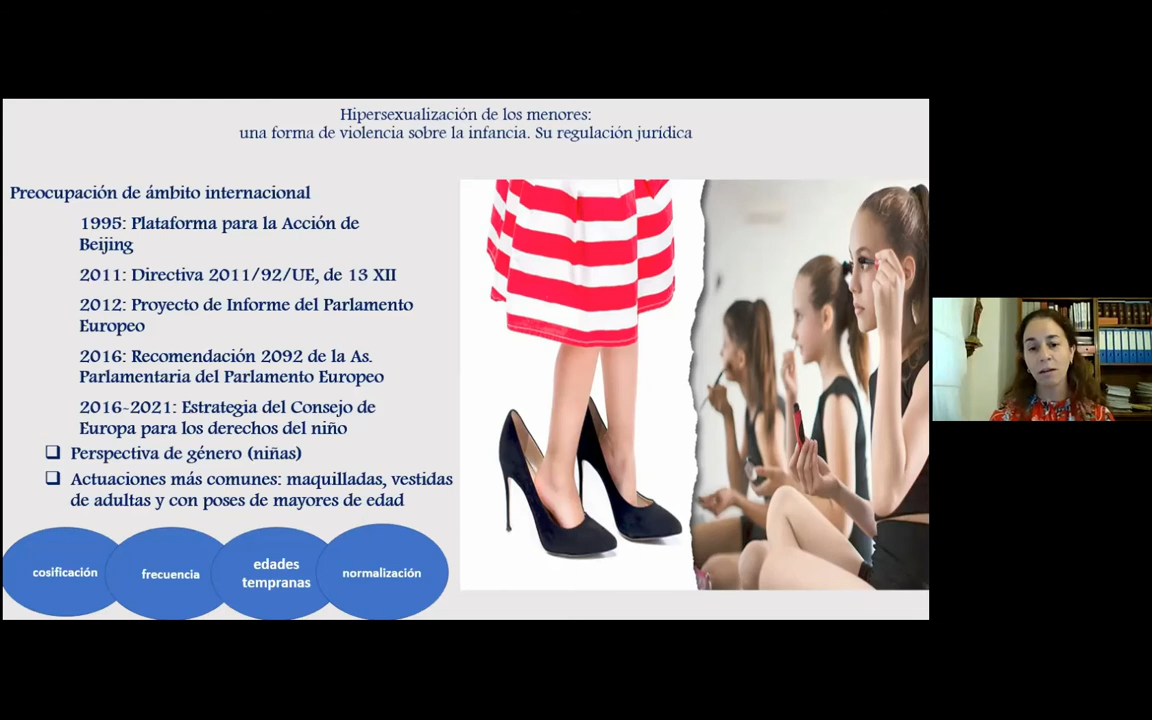 Hipersexualización de los menores:
una forma de violencia sobre la infancia. Su regulación jurídica
Preocupación de ámbito internacional
1995: Plataforma para la Acción de
Beijing
2011: Directiva 2011/92/UE, de 13 XII
2012: Proyecto de Informe del Parlamento
Europeo
2016: Recomendación 2092 de la As.
Parlamentaria del Parlamento Europeo
2016-2021: Estrategia del Consejo de
Europa para los derechos del niño
Perspectiva de género (niñas)
Actuaciones más comunes: maquilladas, vestidas
de adultas y con poses de mayores de edad
cosificación
frecuencia
edades
tempranas
normalización